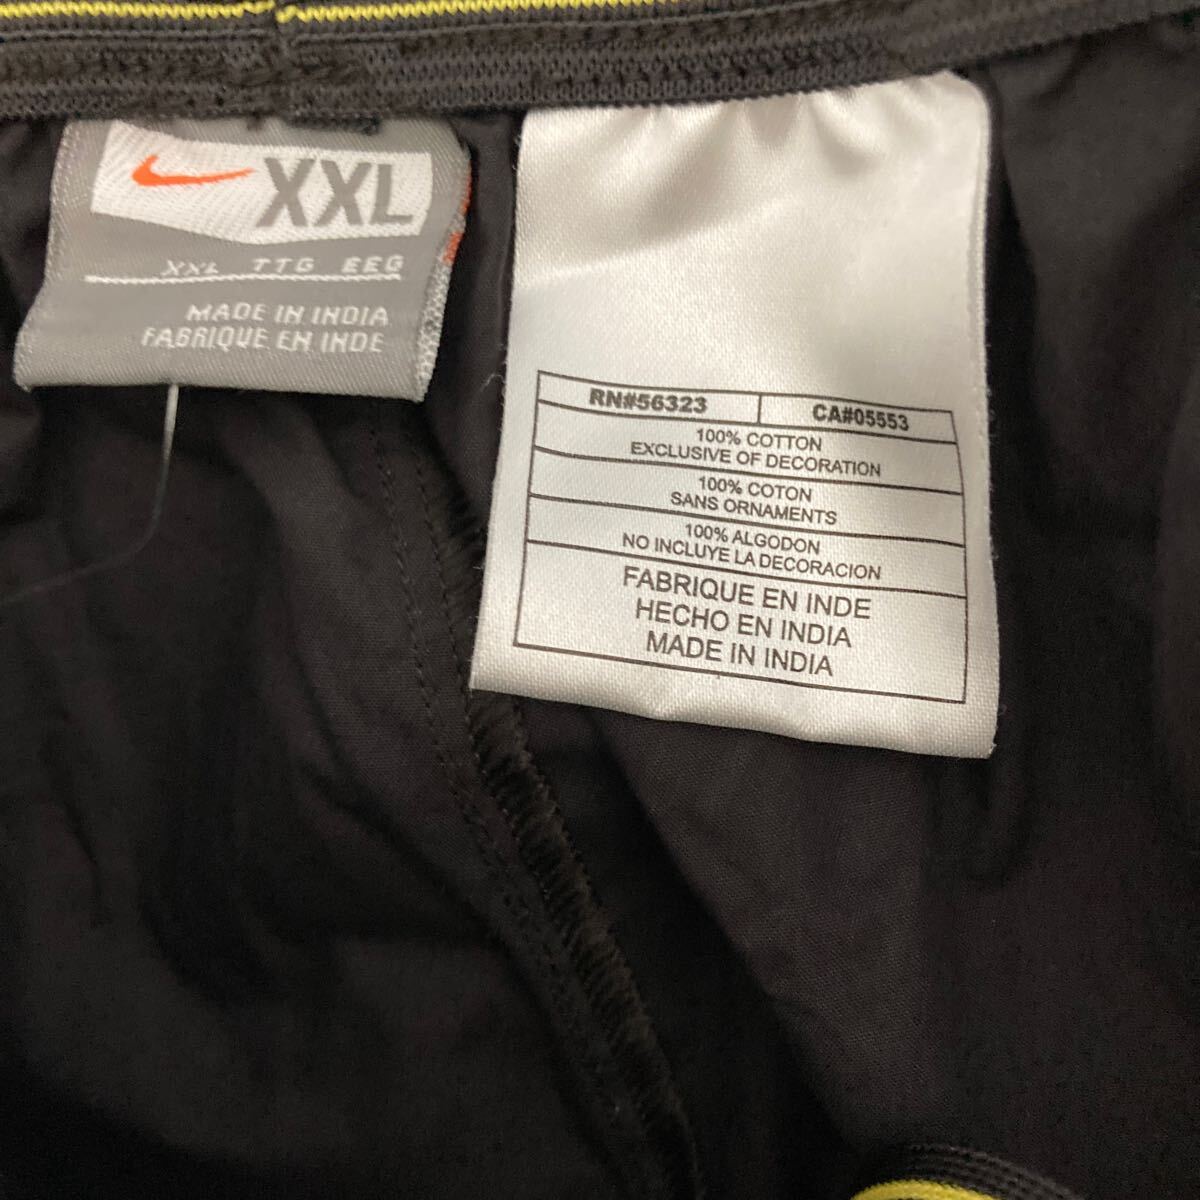 XXL
XXL TTG EEG
MADE IN INDIA
FABRIQUE EN INDE
RN#56323 CA#05553
100% COTTON
EXCLUSIVE OF DECORATION
100% COTON
SANS ORNAMENTS
100% ALGODON
NO INCLUYE LA DECORACION
FABRIQUE EN INDE
HECHO EN INDIA
MADE IN INDIA